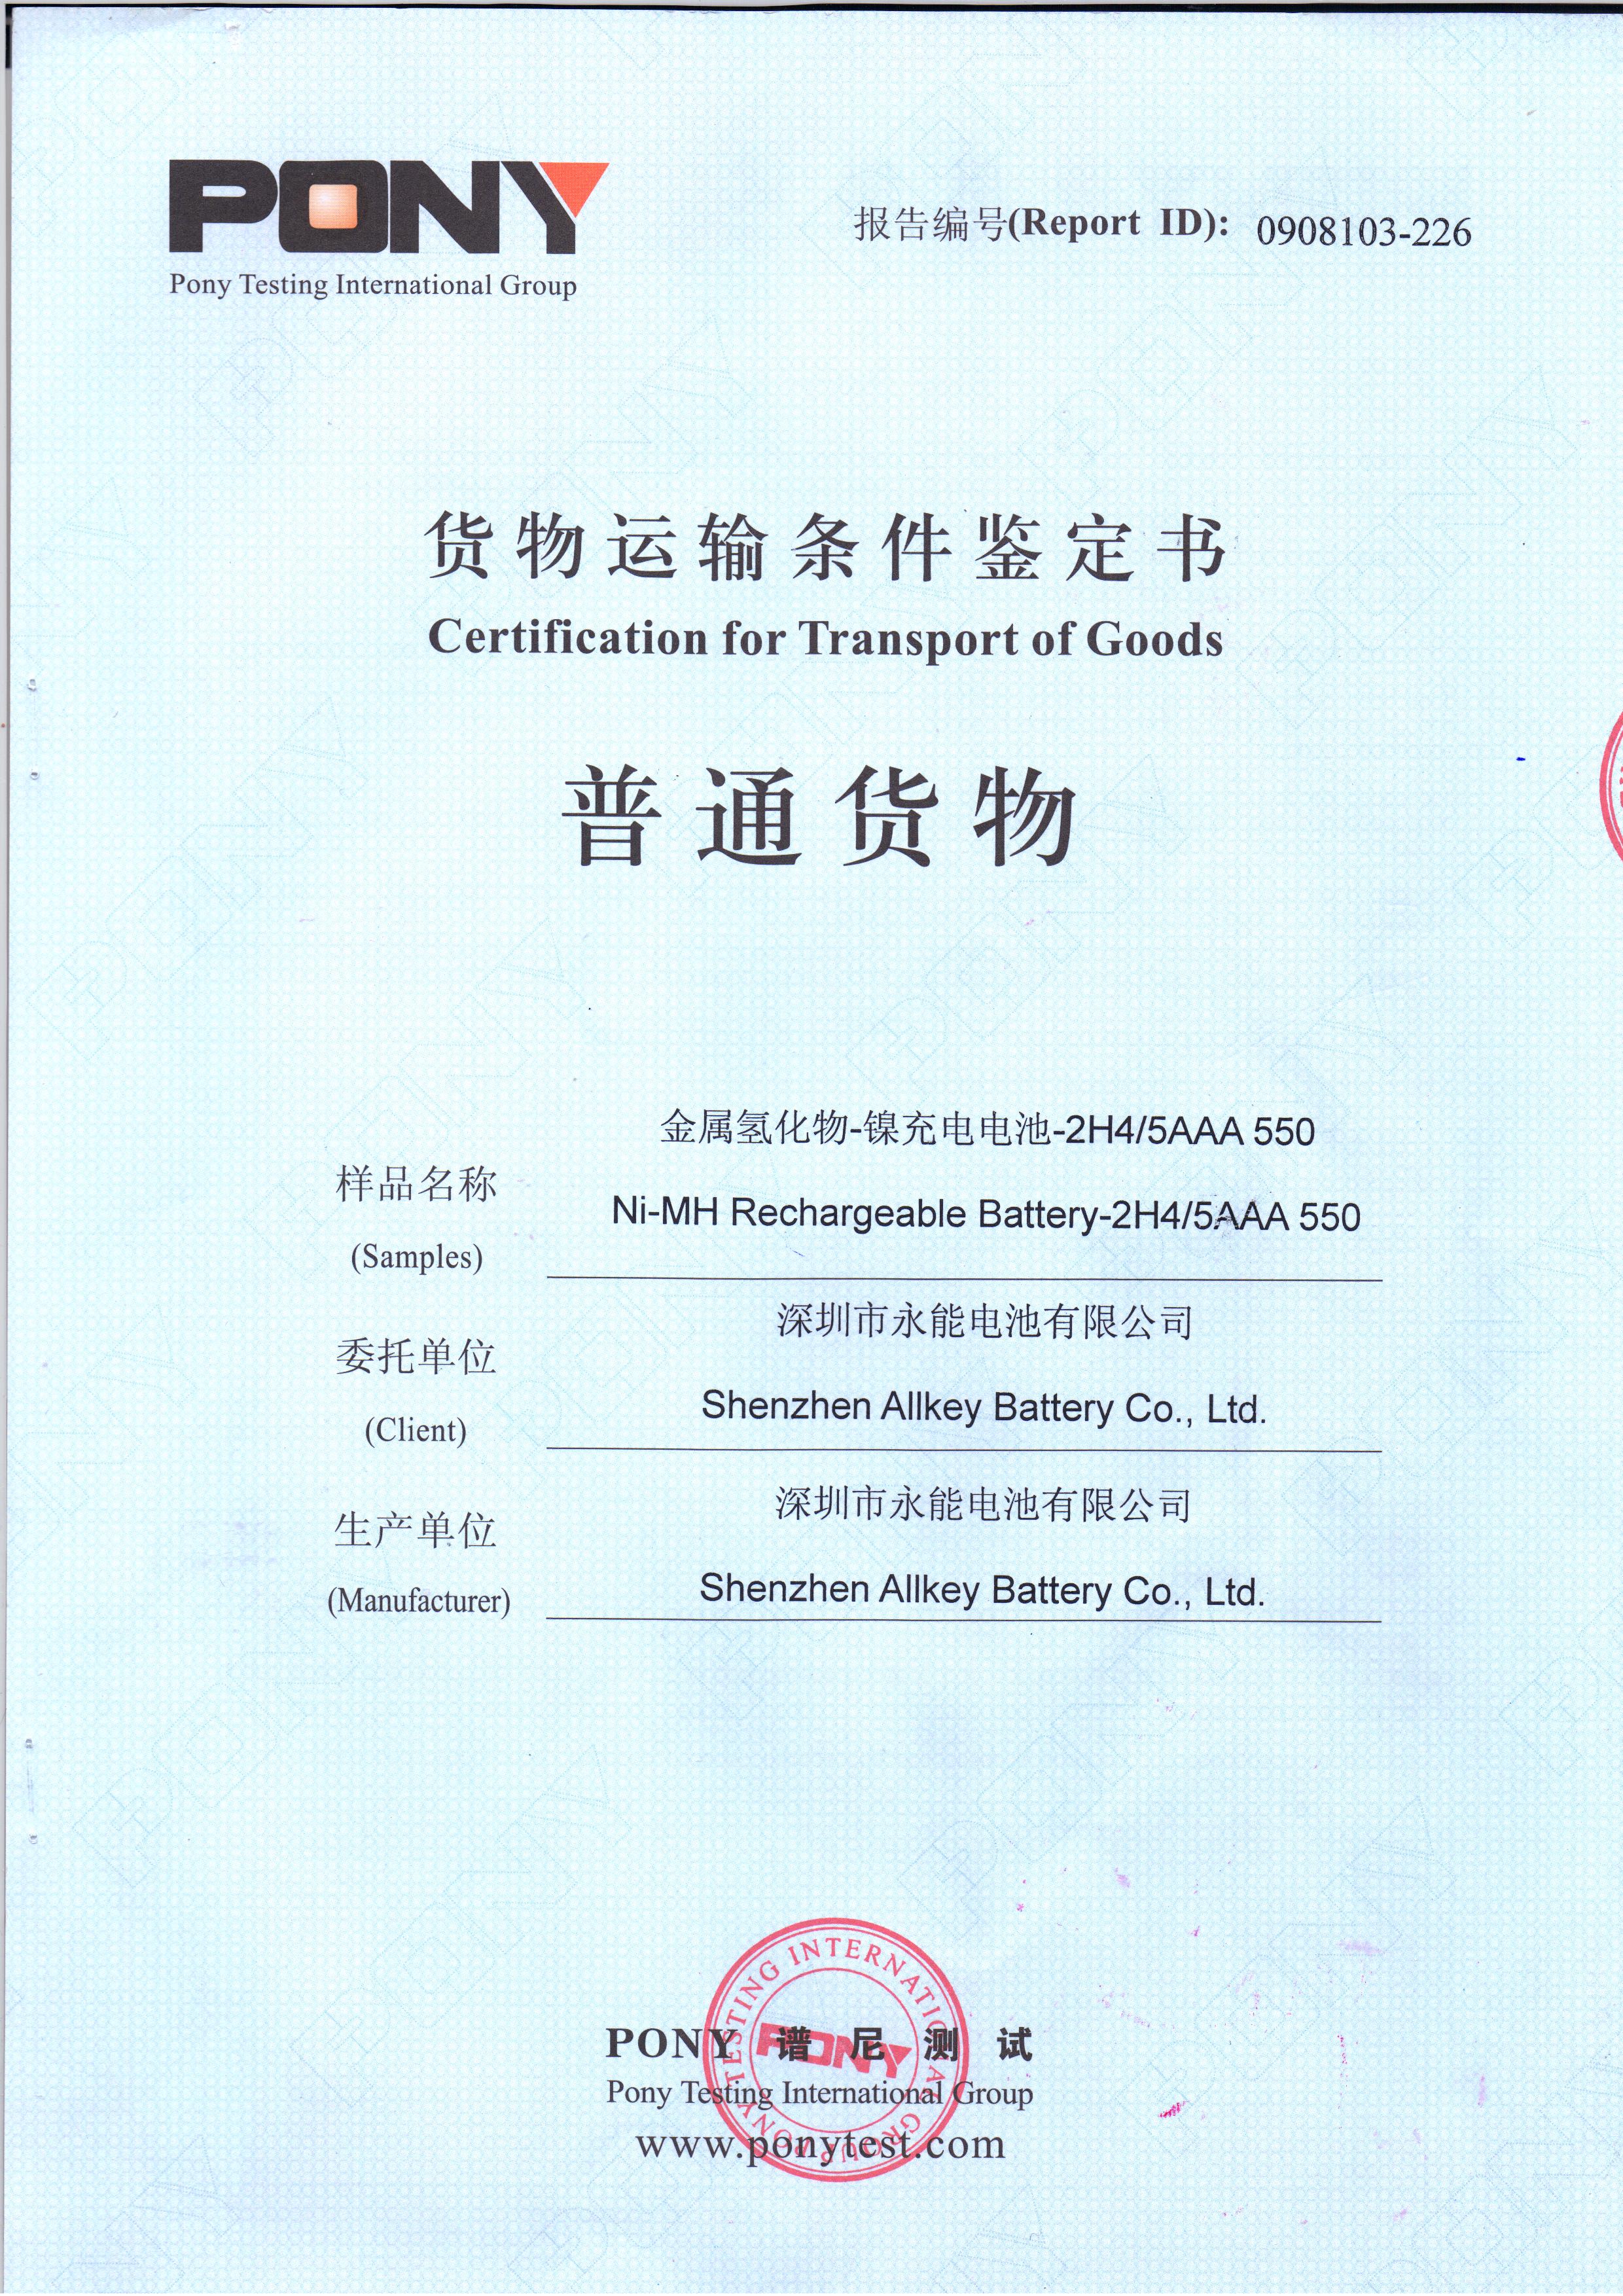 PONY
Pony Testing International Group
报告编号(Report ID): 0908103-226
货物运输条件鉴定书
Certification for Transport of Goods
普通货物
样品名称
(Samples)
金属氢化物-镍充电电池-2H4/5AAA 550
Ni-MH Rechargeable Battery-2H4/5AAA 550
委托单位
(Client)
深圳市永能电池有限公司
Shenzhen Allkey Battery Co., Ltd.
生产单位
(Manufacturer)
深圳市永能电池有限公司
Shenzhen Allkey Battery Co., Ltd.
PONY TESTING INTERNATIONAL GROUP
PONY
PONY 谱尼测试
Pony Testing International Group
www.ponytest.com